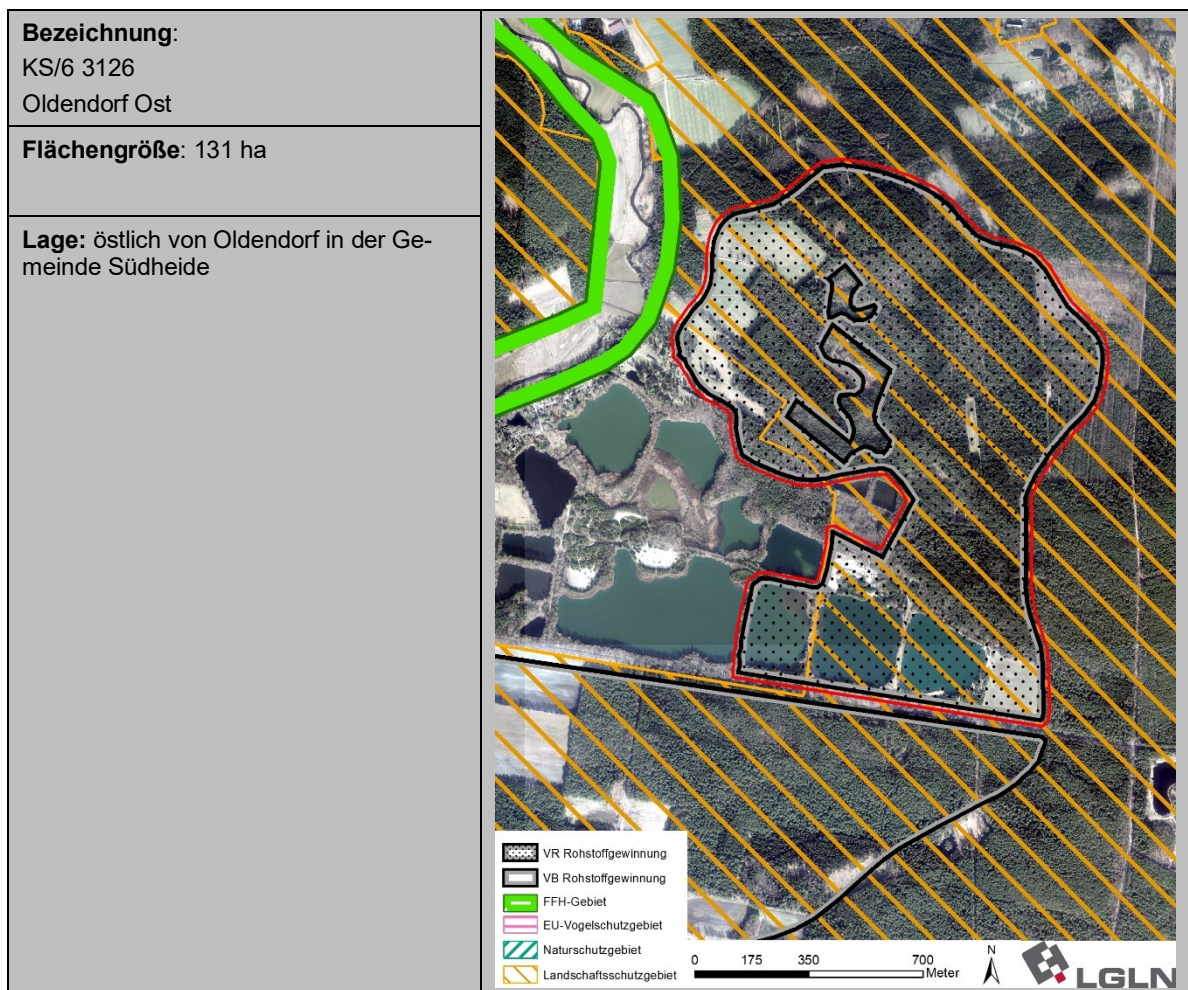 Bezeichnung:
KS/6 3126
Oldendorf Ost
Flächengröße: 131 ha
Lage: östlich von Oldendorf in der Ge-
meinde Südheide
VR Rohstoffgewinnung
VB Rohstoffgewinnung
FFH-Gebiet
EU-Vogelschutzgebiet
Naturschutzgebiet
Landschaftsschutzgebiet
0 175 350 700
Meter
N
LGLN